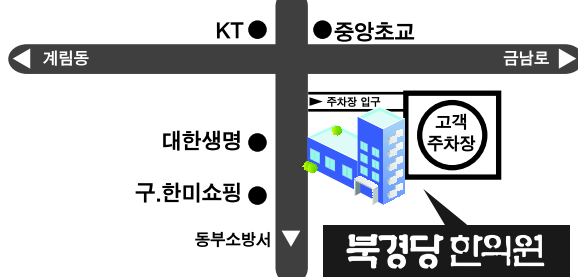 KT
중앙초교
계림동
금남로
주차장 입구
고객
주차장
대한생명
구.한미쇼핑
동부소방서
북경당 한의원